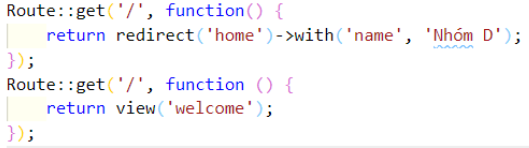 Route::get('/', function() {
    return redirect('home')->with('name', 'Nhóm D');
});
Route::get('/', function () {
    return view('welcome');
});